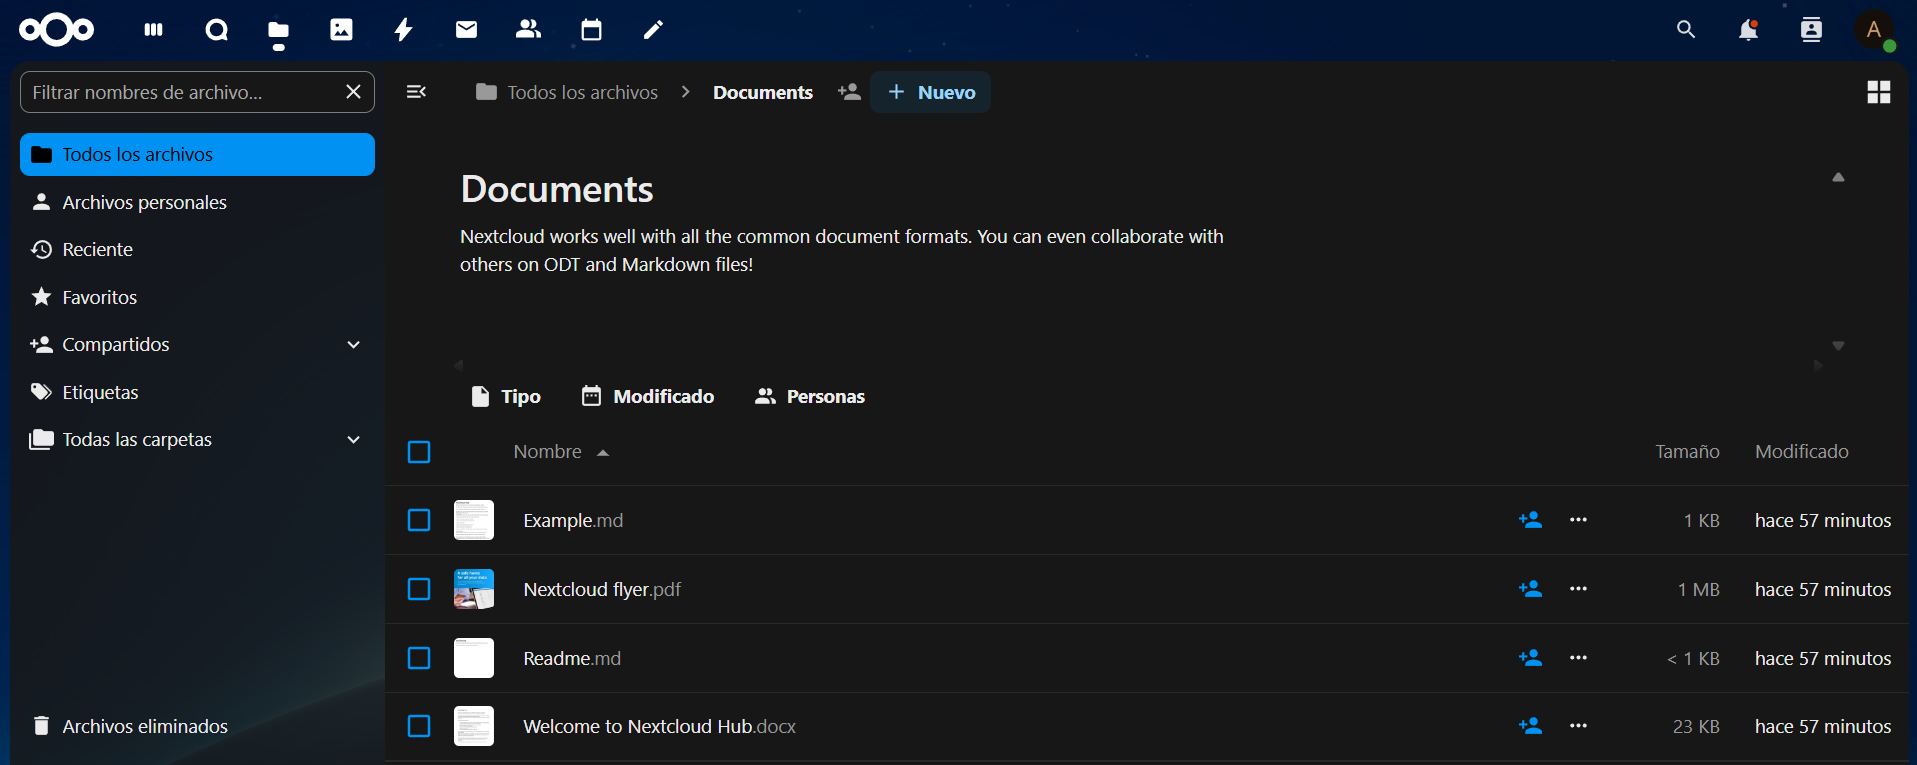 A
Filtrar nombres de archivo...
Todos los archivos
Archivos personales
Reciente
Favoritos
Compartidos
Etiquetas
Todas las carpetas
Archivos eliminados
Todos los archivos Documents + Nuevo
Documents
Nextcloud works well with all the common document formats. You can even collaborate with
others on ODT and Markdown files!
Tipo Modificado Personas
Nombre Tamaño Modificado
Example.md 1 KB hace 57 minutos
Nextcloud flyer.pdf 1 MB hace 57 minutos
Readme.md < 1 KB hace 57 minutos
Welcome to Nextcloud Hub.docx 23 KB hace 57 minutos